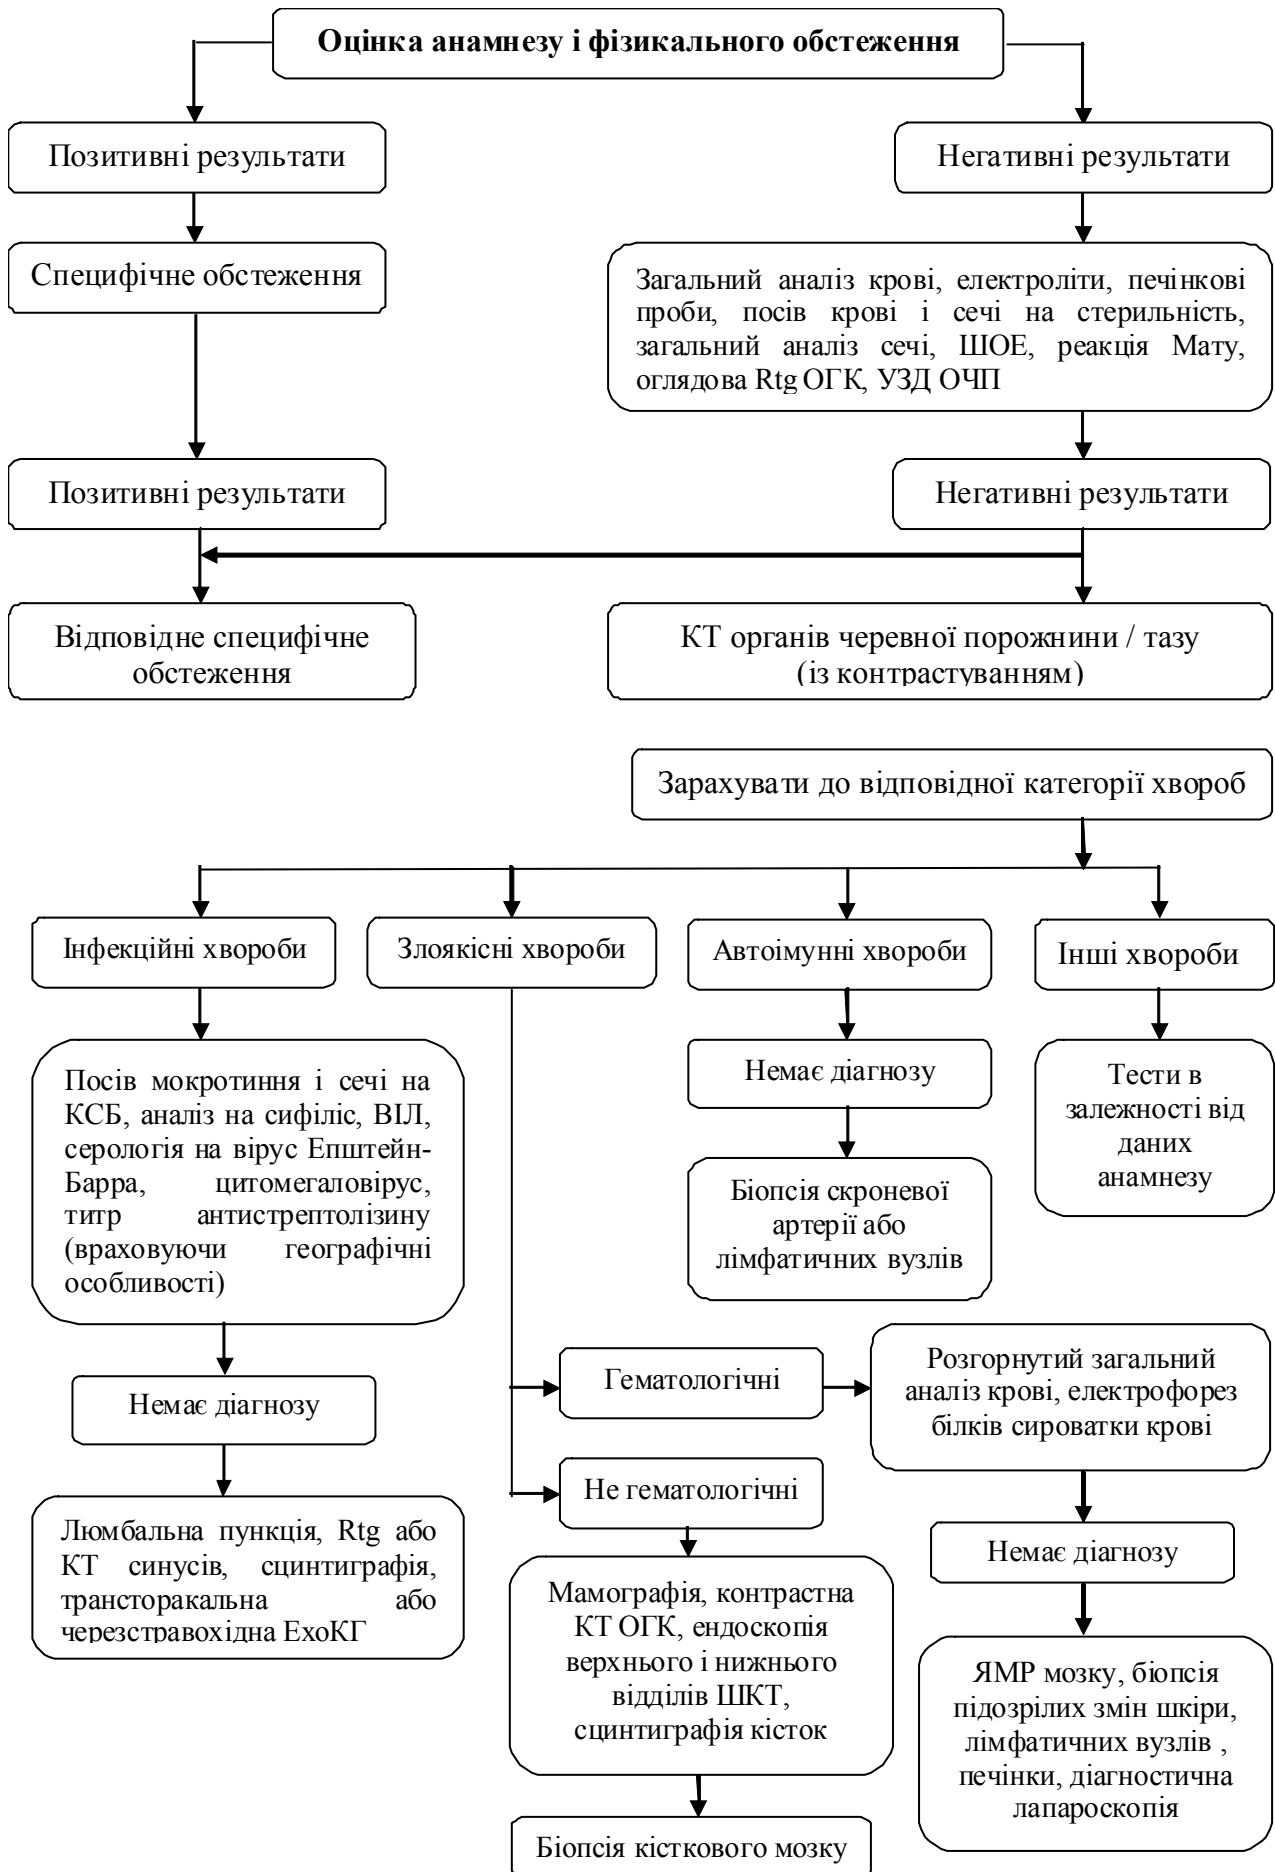 Оцінка анамнезу і фізикального обстеження
Позитивні результати
Негативні результати
Специфічне обстеження
Загальний аналіз крові, електроліти, печінкові
проби, посів крові і сечі на стерильність,
загальний аналіз сечі, ШОЕ, реакція Мату,
оглядова Rtg ОГК, УЗД ОЧП
Позитивні результати
Негативні результати
Відповідне специфічне
обстеження
КТ органів черевної порожнини / тазу
(із контрастуванням)
Зарахувати до відповідної категорії хвороб
Інфекційні хвороби
Злоякісні хвороби
Автоімунні хвороби
Інші хвороби
Посів мокротиння і сечі на
КСБ, аналіз на сифіліс, ВІЛ,
серологія на вірус Епштейн-
Барра, цитомегаловірус,
титр антистрептолізину
(враховуючи географічні
особливості)
Немає діагнозу
Тести в
залежності від
даних
анамнезу
Біопсія скроневої
артерії або
лімфатичних вузлів
Гематологічні
Розгорнутий загальний
аналіз крові, електрофорез
білків сироватки крові
Немає діагнозу
Не гематологічні
Люмбальна пункція, Rtg або
КТ синусів, сцинтиграфія,
трансторакальна або
черезстравохідна ЕхоКГ
Немає діагнозу
Мамографія, контрастна
КТ ОГК, ендоскопія
верхнього і нижнього
відділів ШКТ,
сцинтиграфія кісток
ЯМР мозку, біопсія
підозрілих змін шкіри,
лімфатичних вузлів ,
печінки, діагностична
лапароскопія
Біопсія кісткового мозку